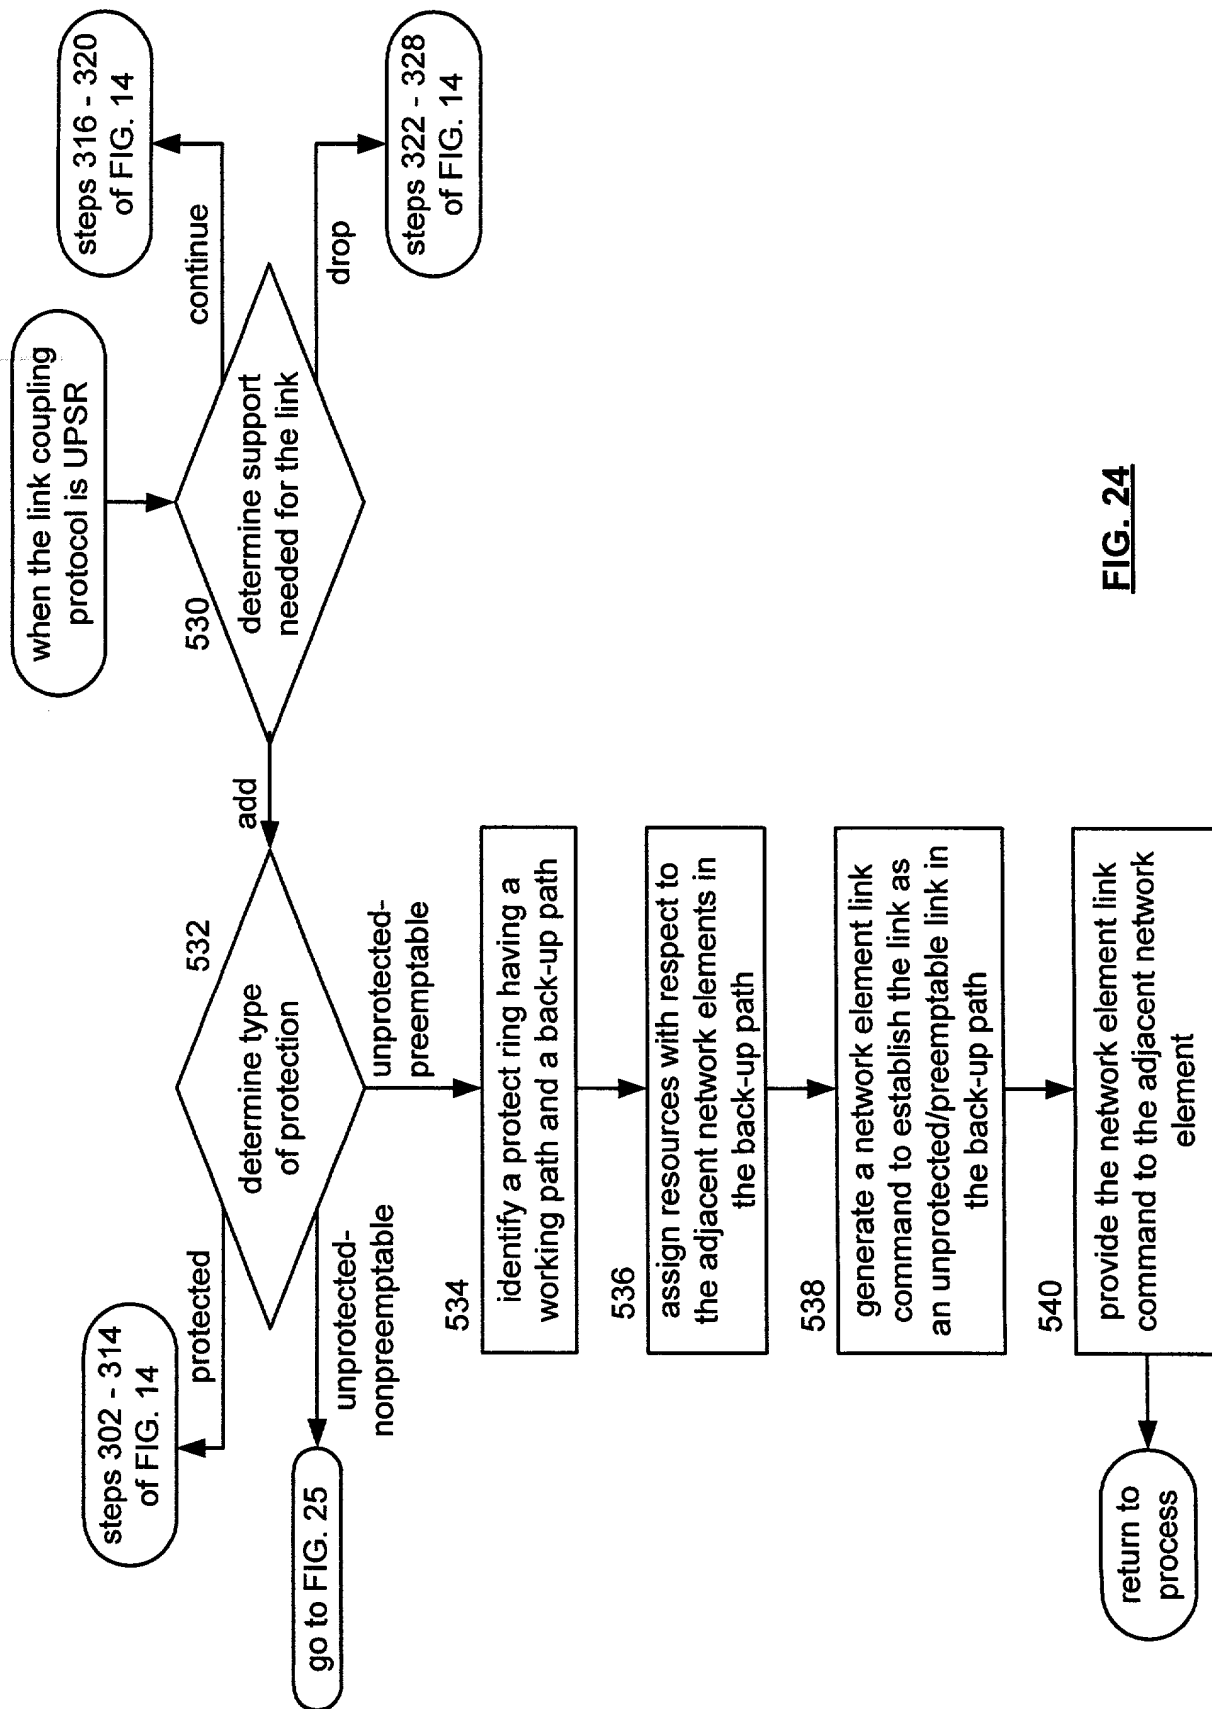 when the link coupling
protocol is UPSR
530
determine support
needed for the link
continue
steps 316 - 320
of FIG. 14
drop
steps 322 - 328
of FIG. 14
add
532
determine type
of protection
protected
steps 302 - 314
of FIG. 14
unprotected-
nonpreemptable
go to FIG. 25
unprotected-
preemptable
534
identify a protect ring having a
working path and a back-up path
536
assign resources with respect to
the adjacent network elements in
the back-up path
538
generate a network element link
command to establish the link as
an unprotected/preemptable link in
the back-up path
540
provide the network element link
command to the adjacent network
element
return to
process
FIG. 24